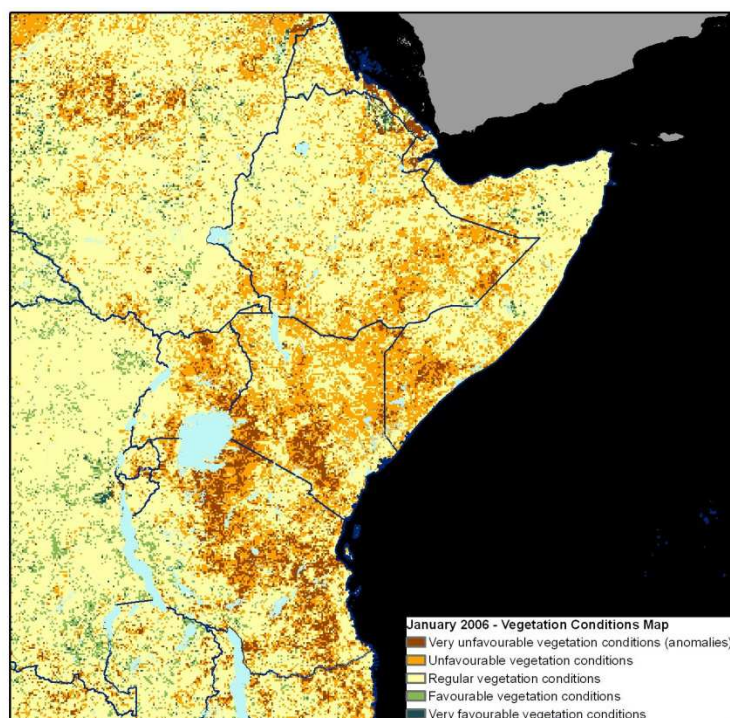 January 2006 - Vegetation Conditions Map
Very unfavourable vegetation conditions (anomalies)
Unfavourable vegetation conditions
Regular vegetation conditions
Favourable vegetation conditions
Very favourable vegetation conditions